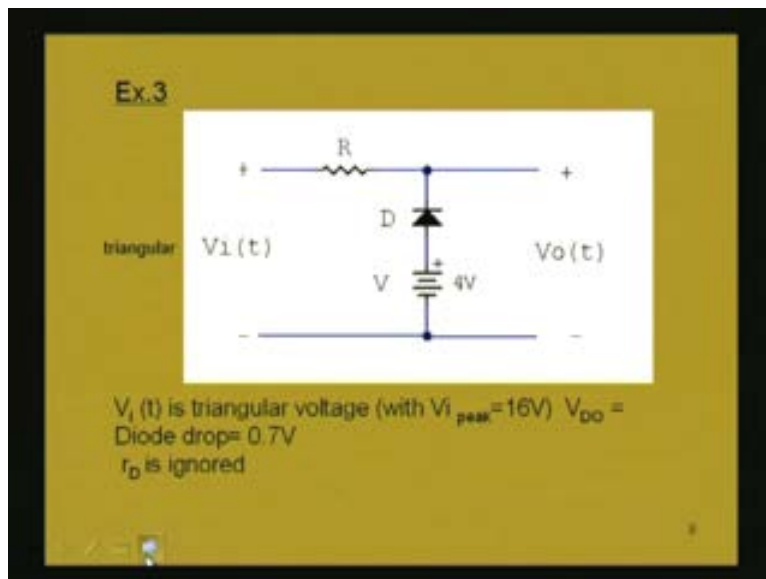 Ex.3
R
+
+
D
triangular
Vi(t)
+
Vo(t)
V
4V
-
-
V, (t) is triangular voltage (with Vi peak=16V) VDO =
Diode drop= 0.7V
rD is ignored